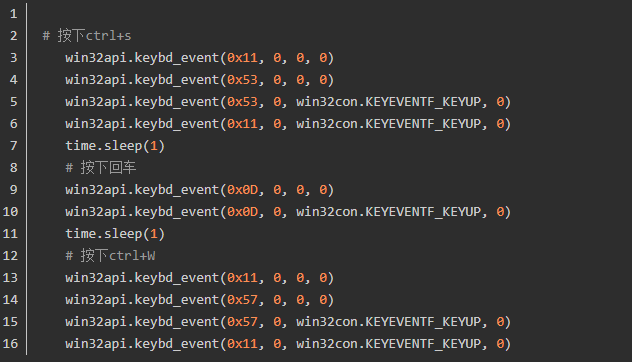 1
2 # 按下ctrl+s
3 win32api.keybd_event(0x11, 0, 0, 0)
4 win32api.keybd_event(0x53, 0, 0, 0)
5 win32api.keybd_event(0x53, 0, win32con.KEYEVENTF_KEYUP, 0)
6 win32api.keybd_event(0x11, 0, win32con.KEYEVENTF_KEYUP, 0)
7 time.sleep(1)
8 # 按下回车
9 win32api.keybd_event(0x0D, 0, 0, 0)
10 win32api.keybd_event(0x0D, 0, win32con.KEYEVENTF_KEYUP, 0)
11 time.sleep(1)
12 # 按下ctrl+W
13 win32api.keybd_event(0x11, 0, 0, 0)
14 win32api.keybd_event(0x57, 0, 0, 0)
15 win32api.keybd_event(0x57, 0, win32con.KEYEVENTF_KEYUP, 0)
16 win32api.keybd_event(0x11, 0, win32con.KEYEVENTF_KEYUP, 0)